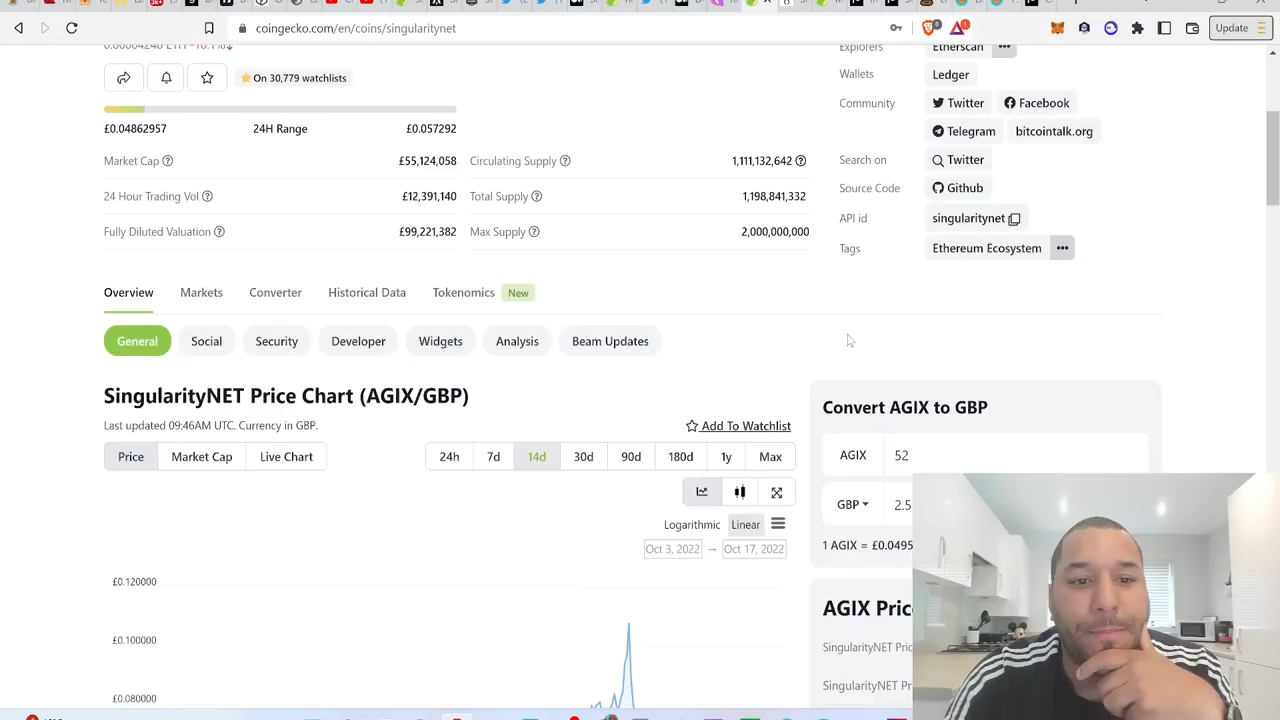 coingecko.com/en/coins/singularitynet
Update
Explorers Etherscan •••
On 30,779 watchlists
Wallets Ledger
Community Twitter Facebook
£0.04862957 24H Range £0.057292
Telegram bitcointalk.org
Market Cap £55,124,058 Circulating Supply 1,111,132,642
Search on Twitter
Source Code Github
24 Hour Trading Vol £12,391,140 Total Supply 1,198,841,332
API id singularitynet
Fully Diluted Valuation £99,221,382 Max Supply 2,000,000,000
Tags Ethereum Ecosystem •••
Overview Markets Converter Historical Data Tokenomics New
General Social Security Developer Widgets Analysis Beam Updates
SingularityNET Price Chart (AGIX/GBP)
Last updated 09:46AM UTC. Currency in GBP.
Add To Watchlist
Convert AGIX to GBP
Price Market Cap Live Chart 24h 7d 14d 30d 90d 180d 1y Max
AGIX 52
GBP 2.5
Logarithmic Linear
Oct 3, 2022 → Oct 17, 2022
1 AGIX = £0.0495
£0.120000
£0.100000
£0.080000
AGIX Pric
SingularityNET Pric
SingularityNET Pri